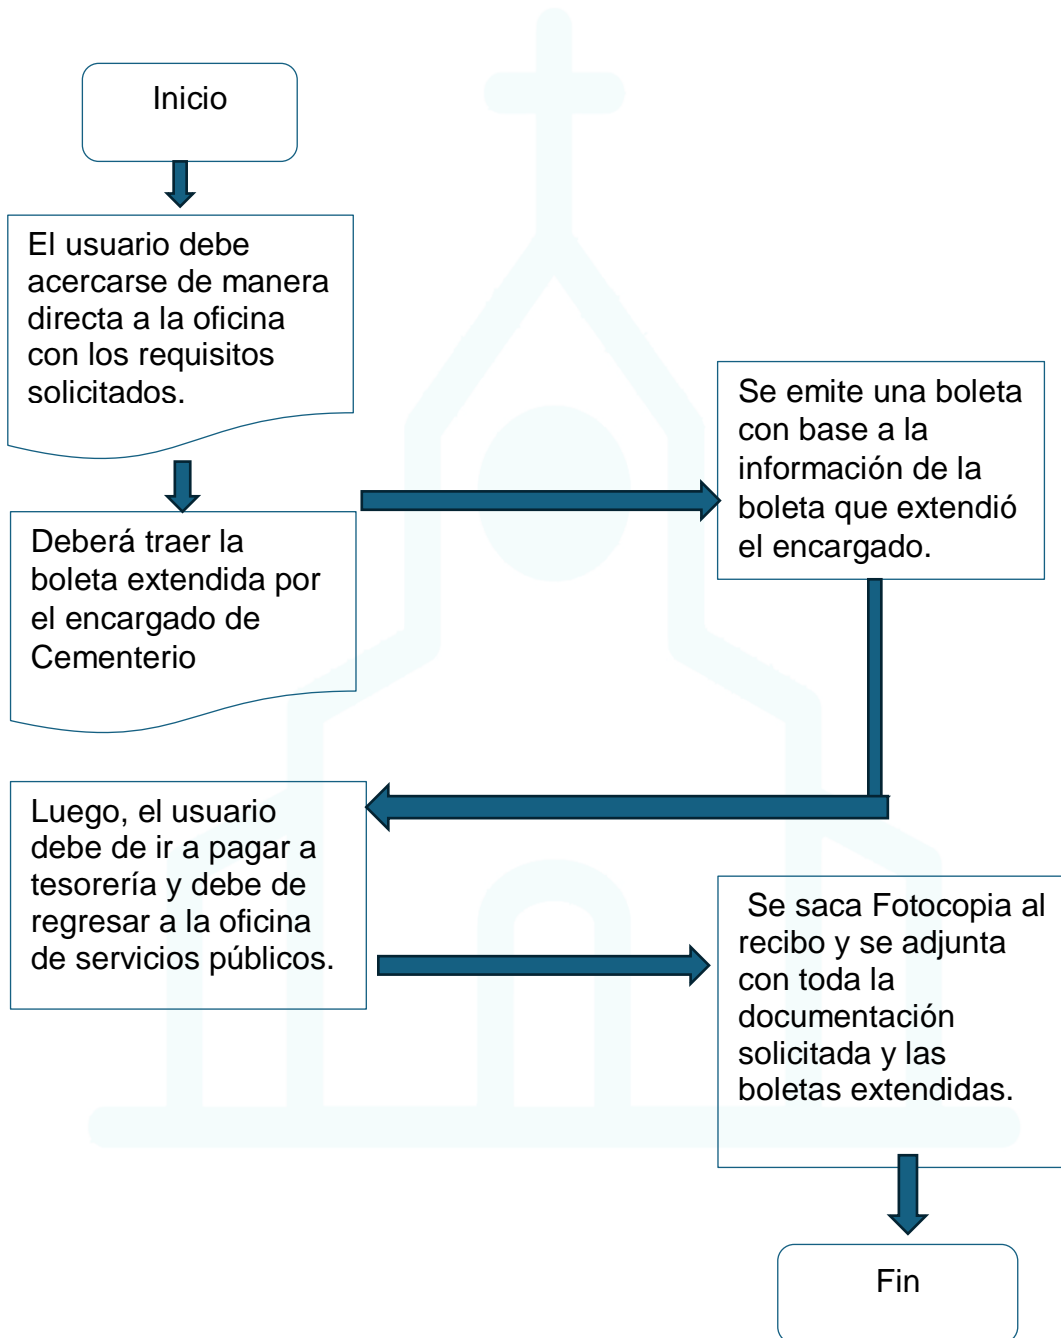 Inicio
El usuario debe
acercarse de manera
directa a la oficina
con los requisitos
solicitados.
Deberá traer la
boleta extendida por
el encargado de
Cementerio
Se emite una boleta
con base a la
información de la
boleta que extendió
el encargado.
Luego, el usuario
debe de ir a pagar a
tesorería y debe de
regresar a la oficina
de servicios públicos.
Se saca Fotocopia al
recibo y se adjunta
con toda la
documentación
solicitada y las
boletas extendidas.
Fin